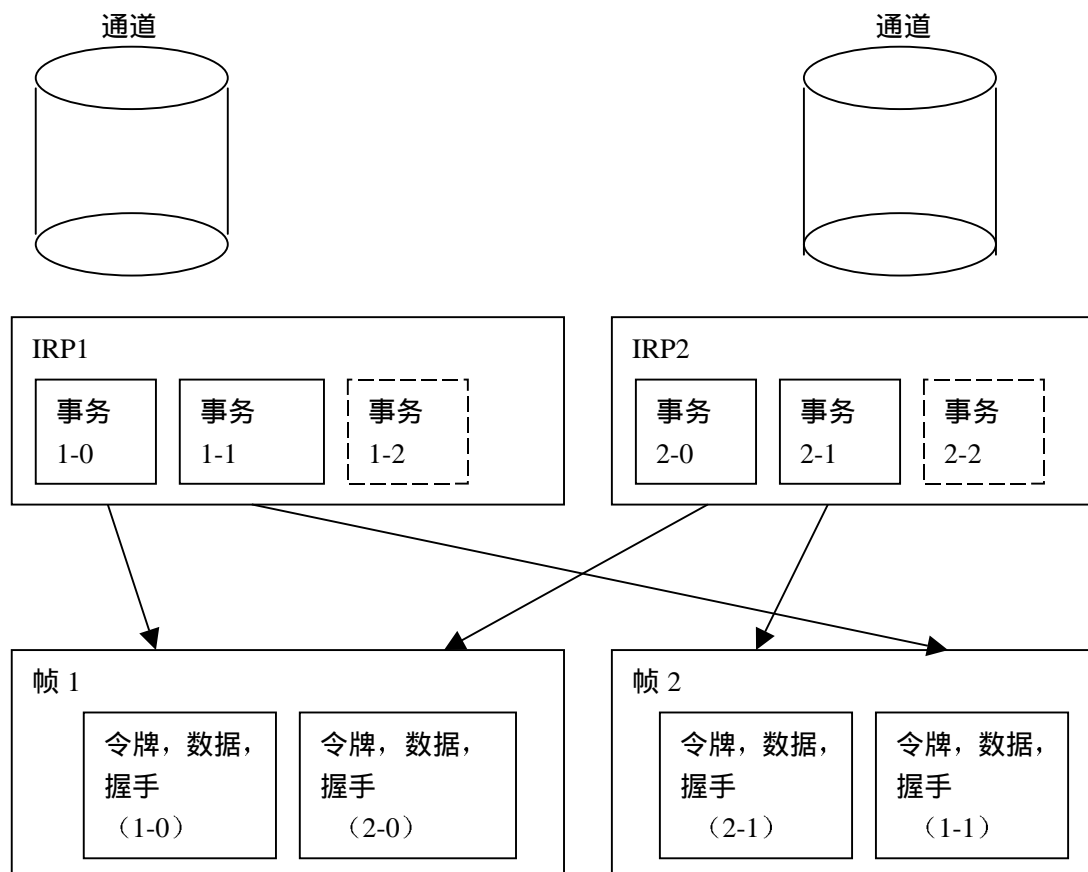 通道
通道
IRP1
事务
1-0
事务
1-1
事务
1-2
IRP2
事务
2-0
事务
2-1
事务
2-2
帧 1
令牌，数据，
握手
（1-0）
令牌，数据，
握手
（2-0）
帧 2
令牌，数据，
握手
（2-1）
令牌，数据，
握手
（1-1）